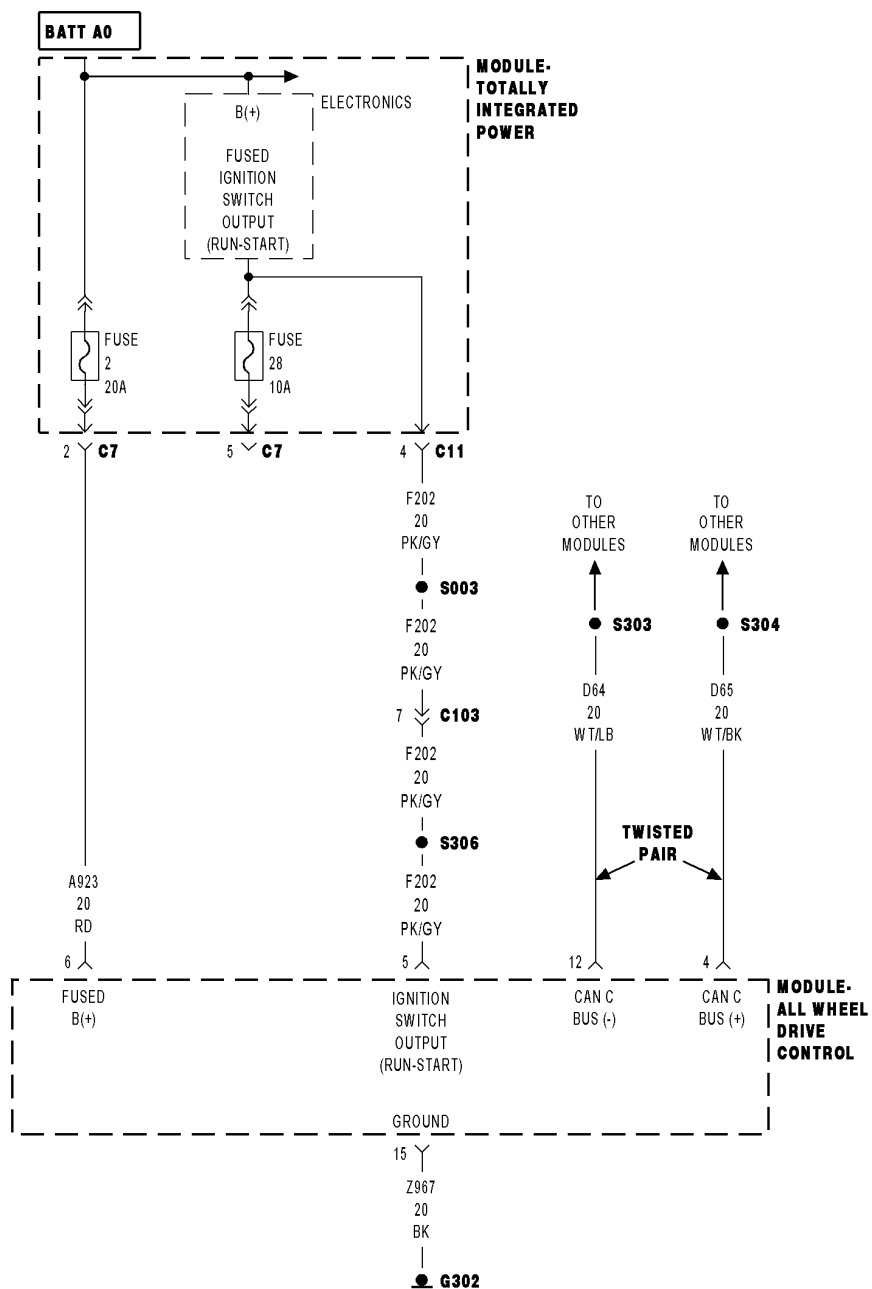 BATT A0
MODULE-
TOTALLY
INTEGRATED
POWER
ELECTRONICS
B(+)
FUSED
IGNITION
SWITCH
OUTPUT
(RUN-START)
FUSE
2
20A
FUSE
28
10A
2 C7
5 C7
4 C11
F202
20
PK/GY
S003
F202
20
PK/GY
7 C103
F202
20
PK/GY
S306
F202
20
PK/GY
TO
OTHER
MODULES
TO
OTHER
MODULES
S303
S304
D64
20
WT/LB
D65
20
WT/BK
TWISTED
PAIR
A923
20
RD
6
5
12
4
FUSED
B(+)
IGNITION
SWITCH
OUTPUT
(RUN-START)
CAN C
BUS (-)
CAN C
BUS (+)
MODULE-
ALL WHEEL
DRIVE
CONTROL
GROUND
15
Z967
20
BK
G302